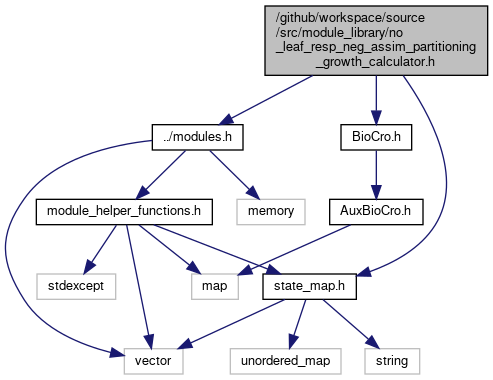 /github/workspace/source
/src/module_library/no
_leaf_resp_neg_assim_partitioning
_growth_calculator.h
../modules.h
BioCro.h
module_helper_functions.h
memory
AuxBioCro.h
stdexcept
map
state_map.h
vector
unordered_map
string